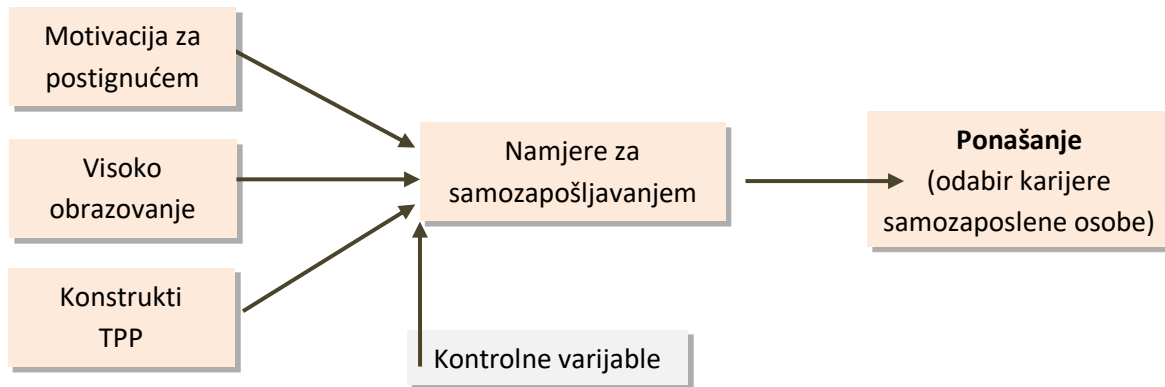 Motivacija za
postignućem
Visoko
obrazovanje
Konstrukti
TPP
Namjere za
samozapošljavanjem
Kontrolne varijable
Ponašanje
(odabir karijere
samozaposlene osobe)